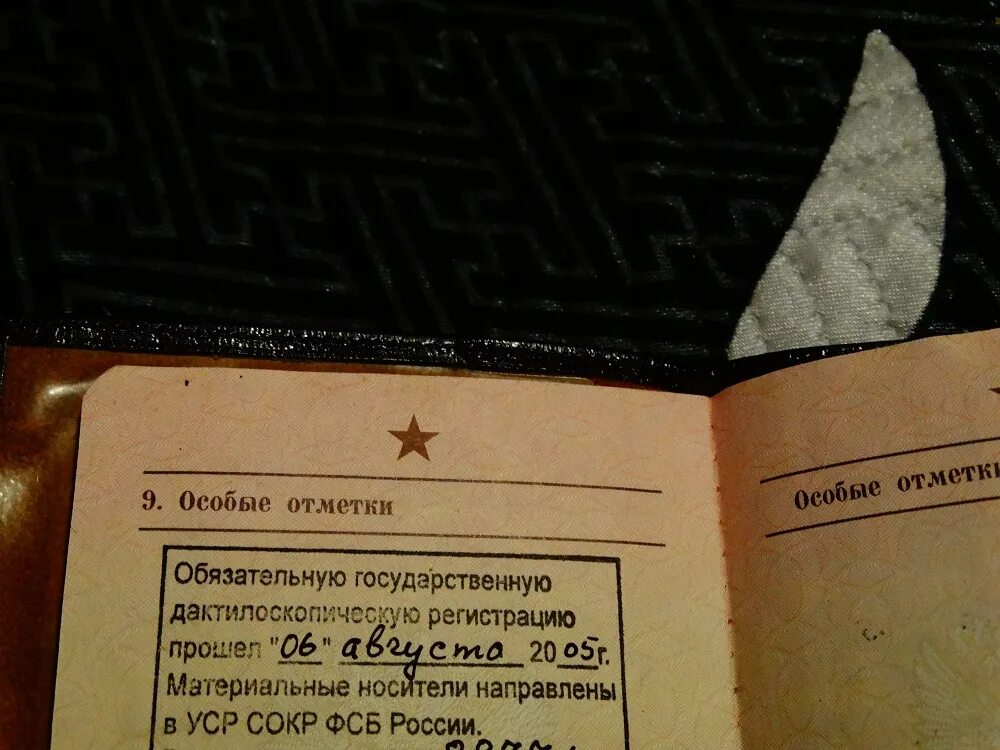 9. Особые отметки
Обязательную государственную
дактилоскопическую регистрацию
прошел "06" августа 2005г.
Материальные носители направлены
в УСР СОКР ФСБ России.
Особые отметки